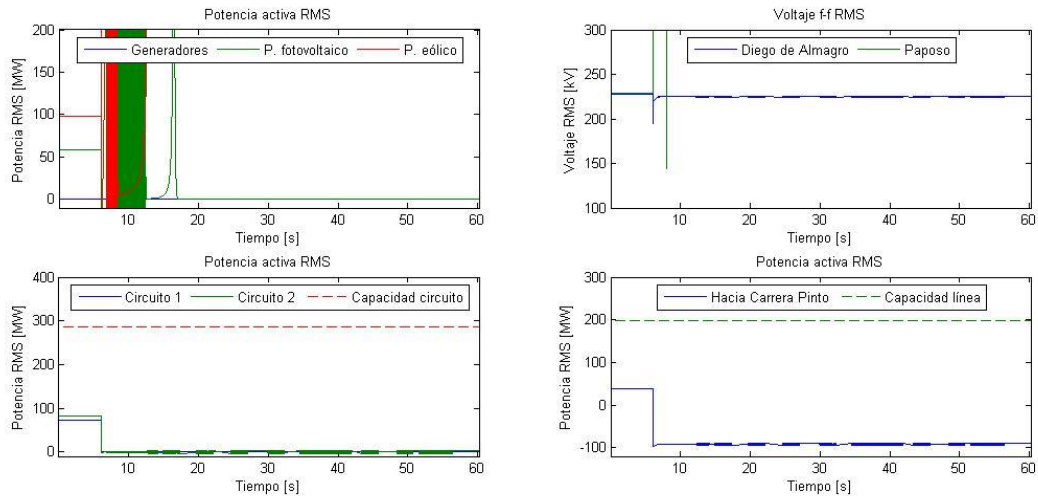 Potencia activa RMS
200
150
100
50
0
Potencia RMS [MW]
Generadores P. fotovoltaico P. eólico
10 20 30 40 50 60
Tiempo [s]
Voltaje f-f RMS
300
250
200
150
100
Voltaje RMS [kV]
Diego de Almagro Paposo
10 20 30 40 50 60
Tiempo [s]
Potencia activa RMS
400
300
200
100
0
Potencia RMS [MW]
Circuito 1 Circuito 2 Capacidad circuito
10 20 30 40 50 60
Tiempo [s]
Potencia activa RMS
300
200
100
0
-100
Potencia RMS [MW]
Hacia Carrera Pinto Capacidad línea
10 20 30 40 50 60
Tiempo [s]